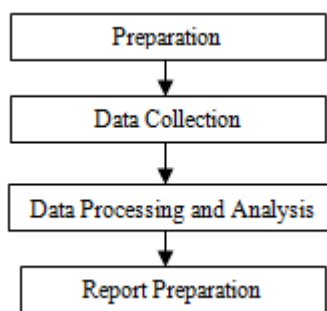 Preparation
Data Collection
Data Processing and Analysis
Report Preparation